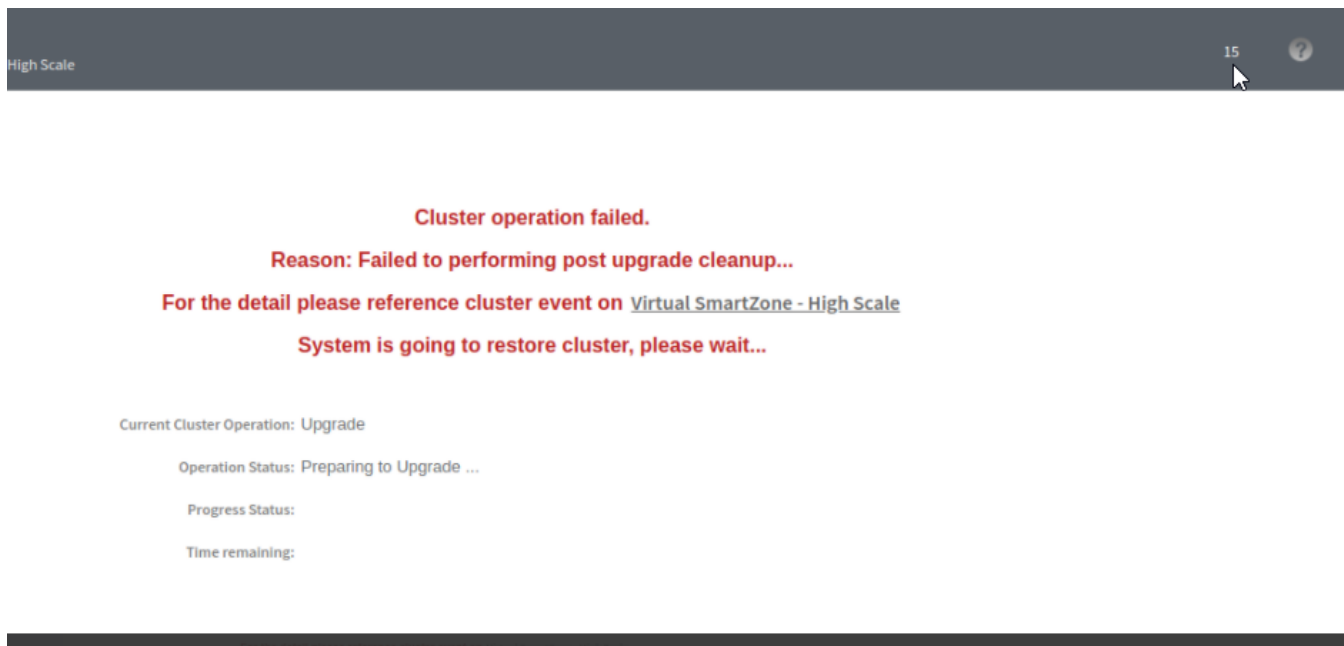 15
High Scale
Cluster operation failed.
Reason: Failed to performing post upgrade cleanup...
For the detail please reference cluster event on Virtual SmartZone - High Scale
System is going to restore cluster, please wait...
Current Cluster Operation: Upgrade
Operation Status: Preparing to Upgrade ...
Progress Status:
Time remaining: